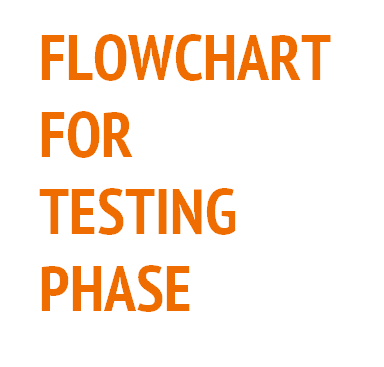 FLOWCHART
FOR
TESTING
PHASE